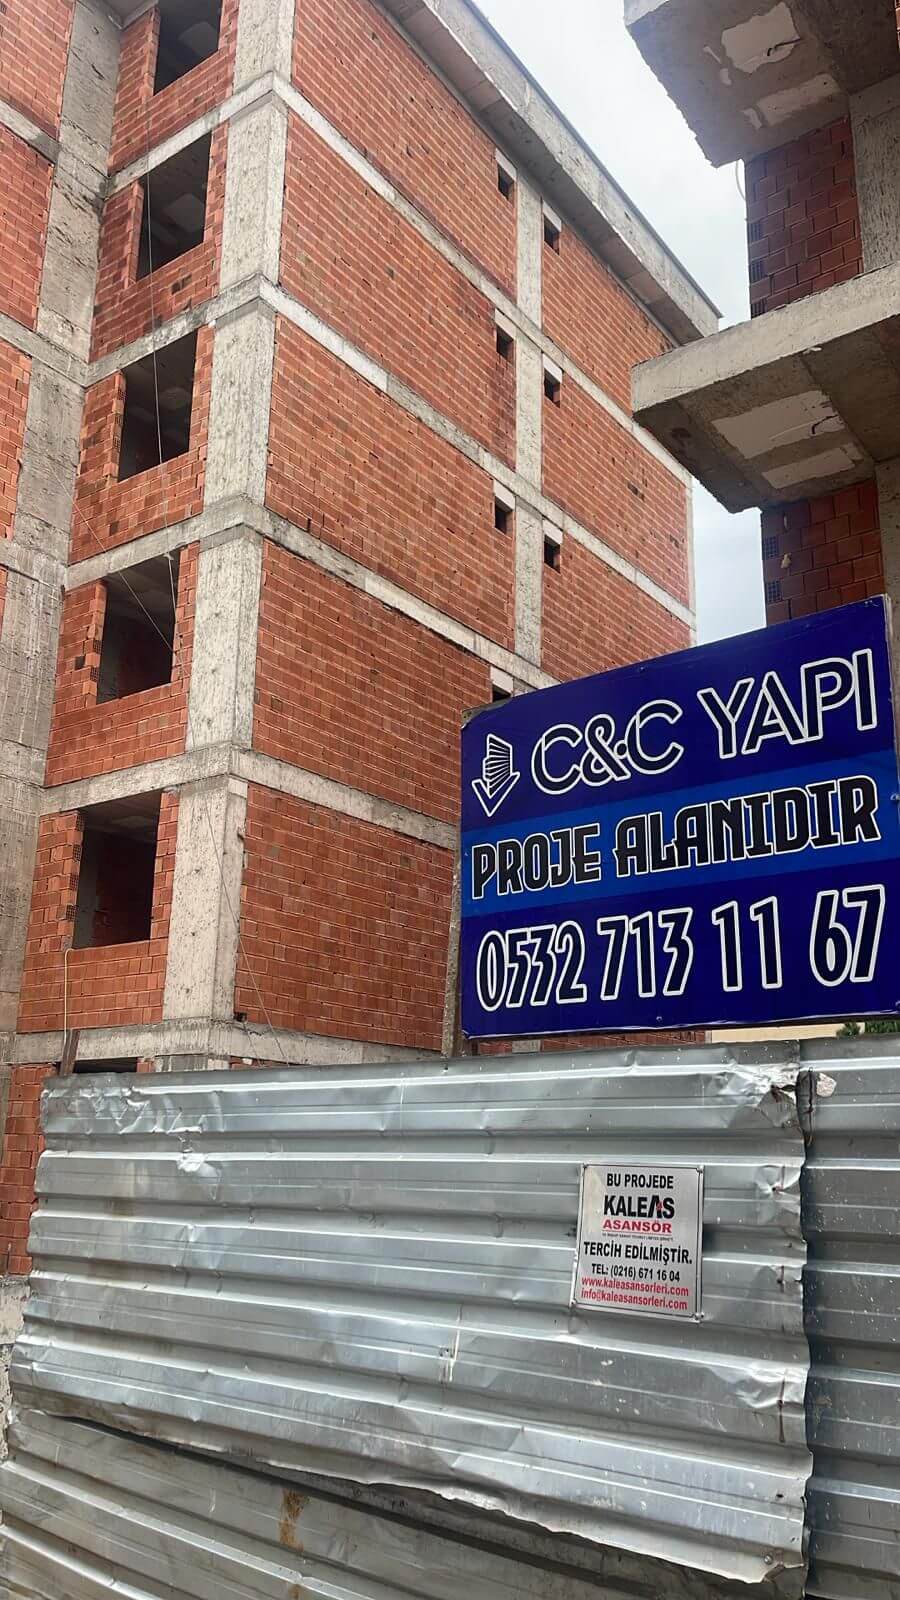 C&C YAPI
PROJE ALANIDIR
0532 713 11 67
BU PROJEDE
KALEAS
ASANSÖR
TERCİH EDİLMİŞTİR.
TEL: (0216) 671 16 04
www.kaleasansorleri.com
info@kaleasansorleri.com